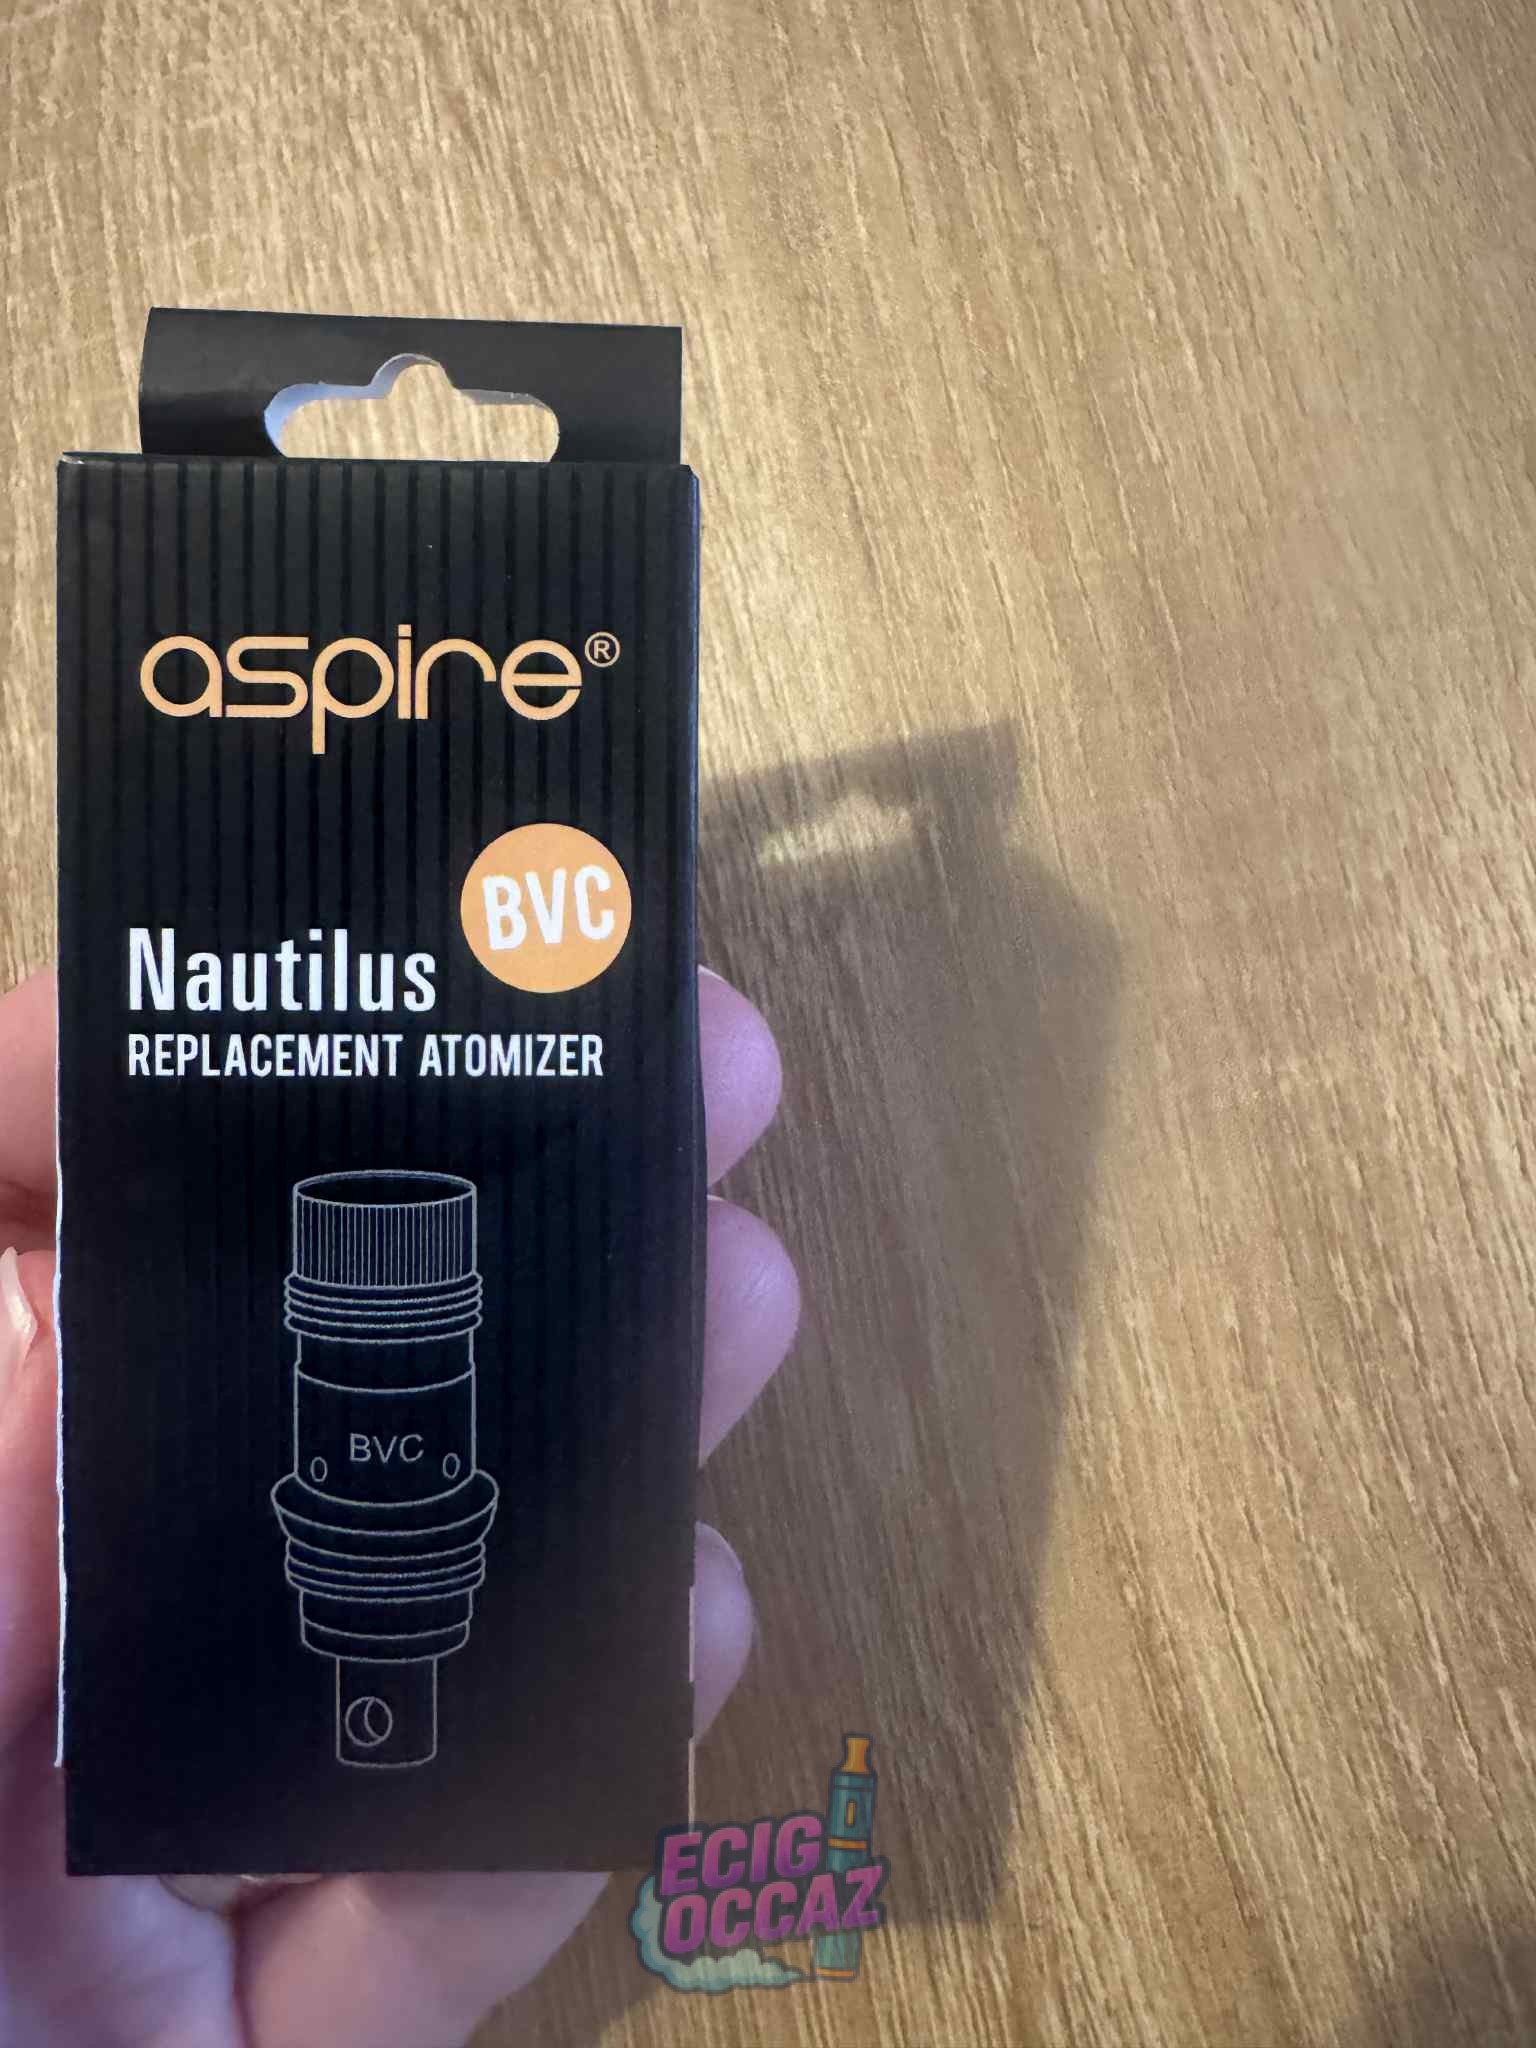 aspire®
BVC
Nautilus
REPLACEMENT ATOMIZER
BVC
ECIG
OCCAZ